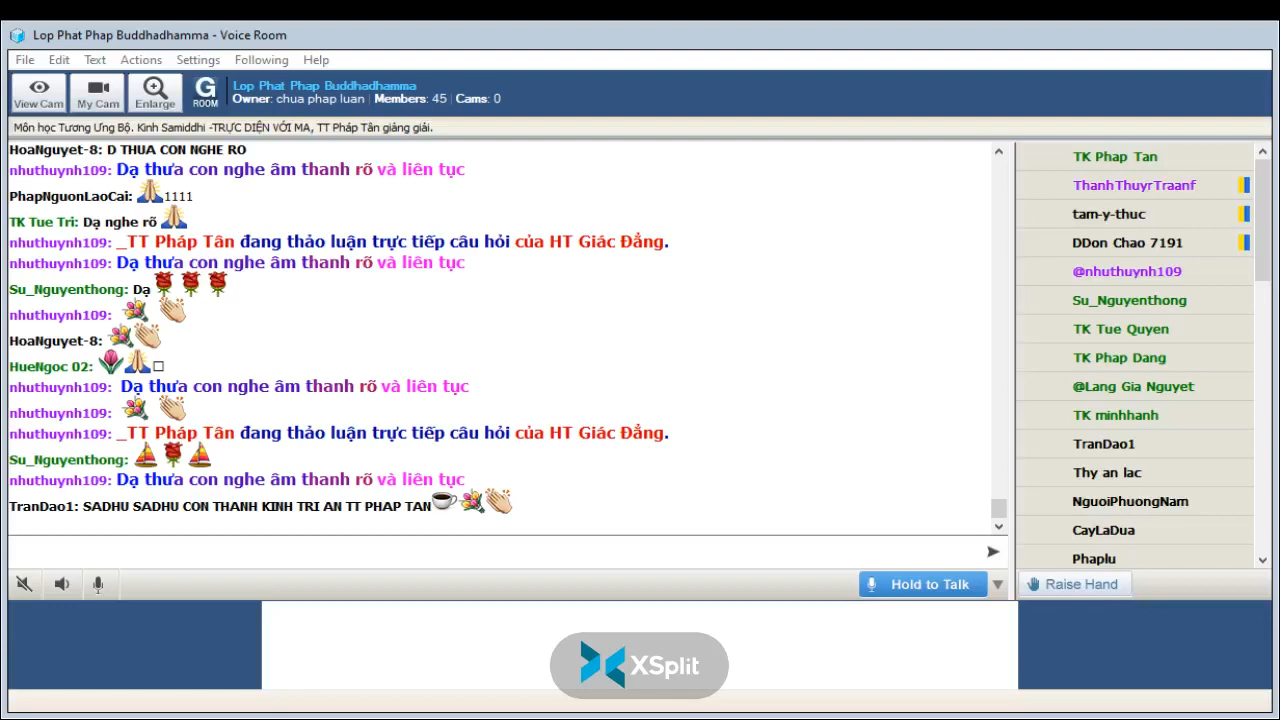 Lop Phat Phap Buddhadhamma - Voice Room
File Edit Text Actions Settings Following Help
View Cam My Cam Enlarge G ROOM
Lop Phat Phap Buddhadhamma
Owner: chua phap luan | Members: 45 | Cams: 0
Môn học Tương Ưng Bộ. Kinh Samiddhi -TRỰC DIỆN VỚI MA, TT Pháp Tân giảng giải.
HoaNguyet-8: D THUA CON NGHE RO
nhuthuynh109: Dạ thưa con nghe âm thanh rõ và liên tục
PhapNguonLaoCai: 1111
TK Tue Tri: Dạ nghe rõ
nhuthuynh109: _TT Pháp Tân đang thảo luận trực tiếp câu hỏi của HT Giác Đẳng.
nhuthuynh109: Dạ thưa con nghe âm thanh rõ và liên tục
Su_Nguyenthong: Dạ
nhuthuynh109:
HoaNguyet-8:
HueNgoc 02:
nhuthuynh109: Dạ thưa con nghe âm thanh rõ và liên tục
nhuthuynh109:
nhuthuynh109: _TT Pháp Tân đang thảo luận trực tiếp câu hỏi của HT Giác Đẳng.
Su_Nguyenthong:
nhuthuynh109: Dạ thưa con nghe âm thanh rõ và liên tục
TranDao1: SADHU SADHU CON THANH KINH TRI AN TT PHAP TAN
TK Phap Tan
ThanhThuyrTraanf
tam-y-thuc
DDon Chao 7191
@nhuthuynh109
Su_Nguyenthong
TK Tue Quyen
TK Phap Dang
@Lang Gia Nguyet
TK minhhanh
TranDao1
Thy an lac
NguoiPhuongNam
CayLaDua
Phaplu
Hold to Talk
Raise Hand
XSplit